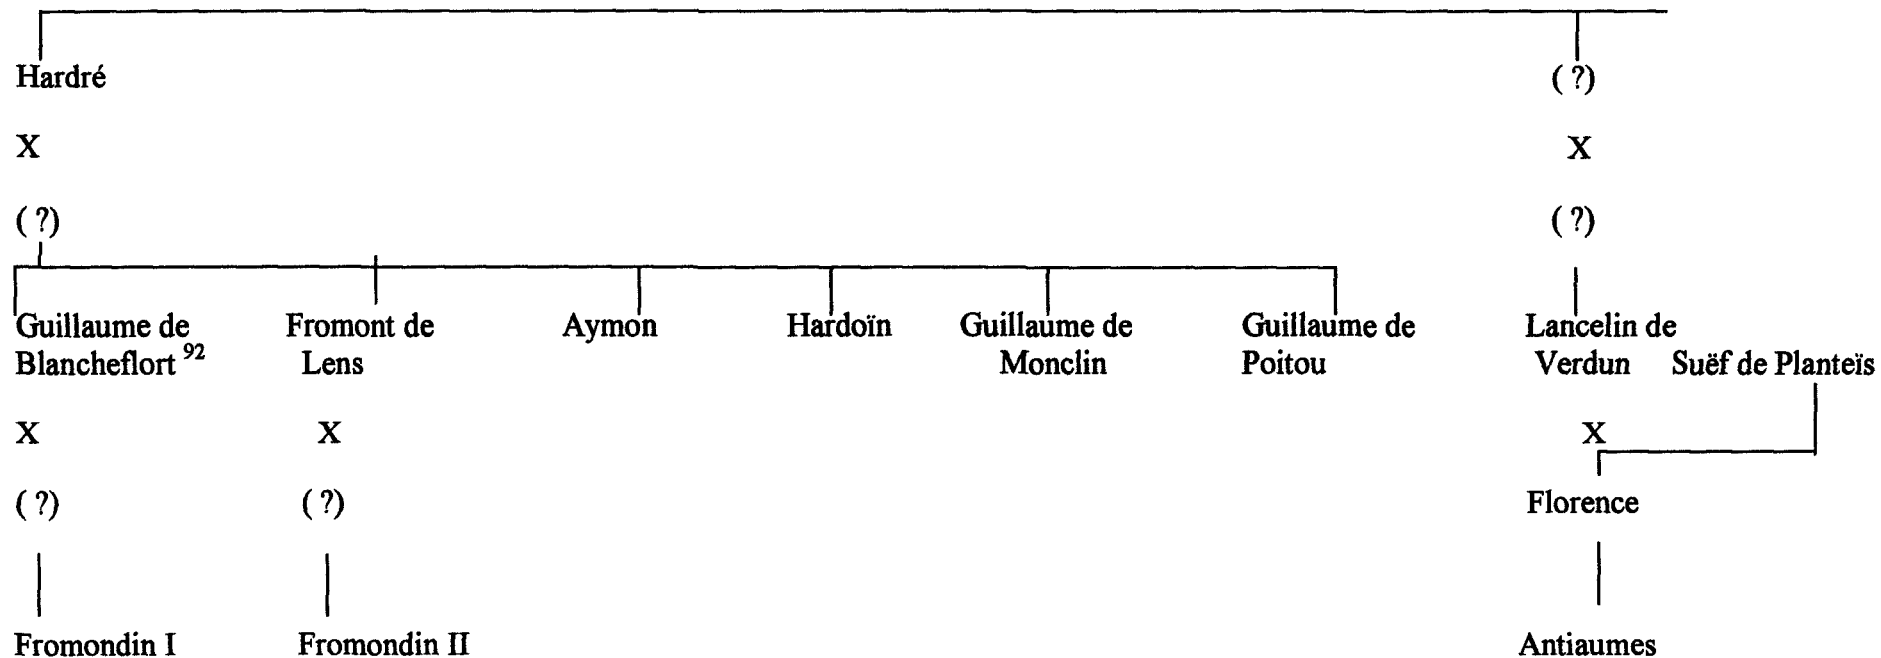 Hardré ( ?)
X X
( ?) ( ?)
Guillaume de Fromont de Aymon Hardoïn Guillaume de Guillaume de Lancelin de
Blancheflort 92 Lens Monclin Poitou Verdun Suëf de Planteïs
X X X
( ?) ( ?) Florence
Fromondin I Fromondin II Antiaumes